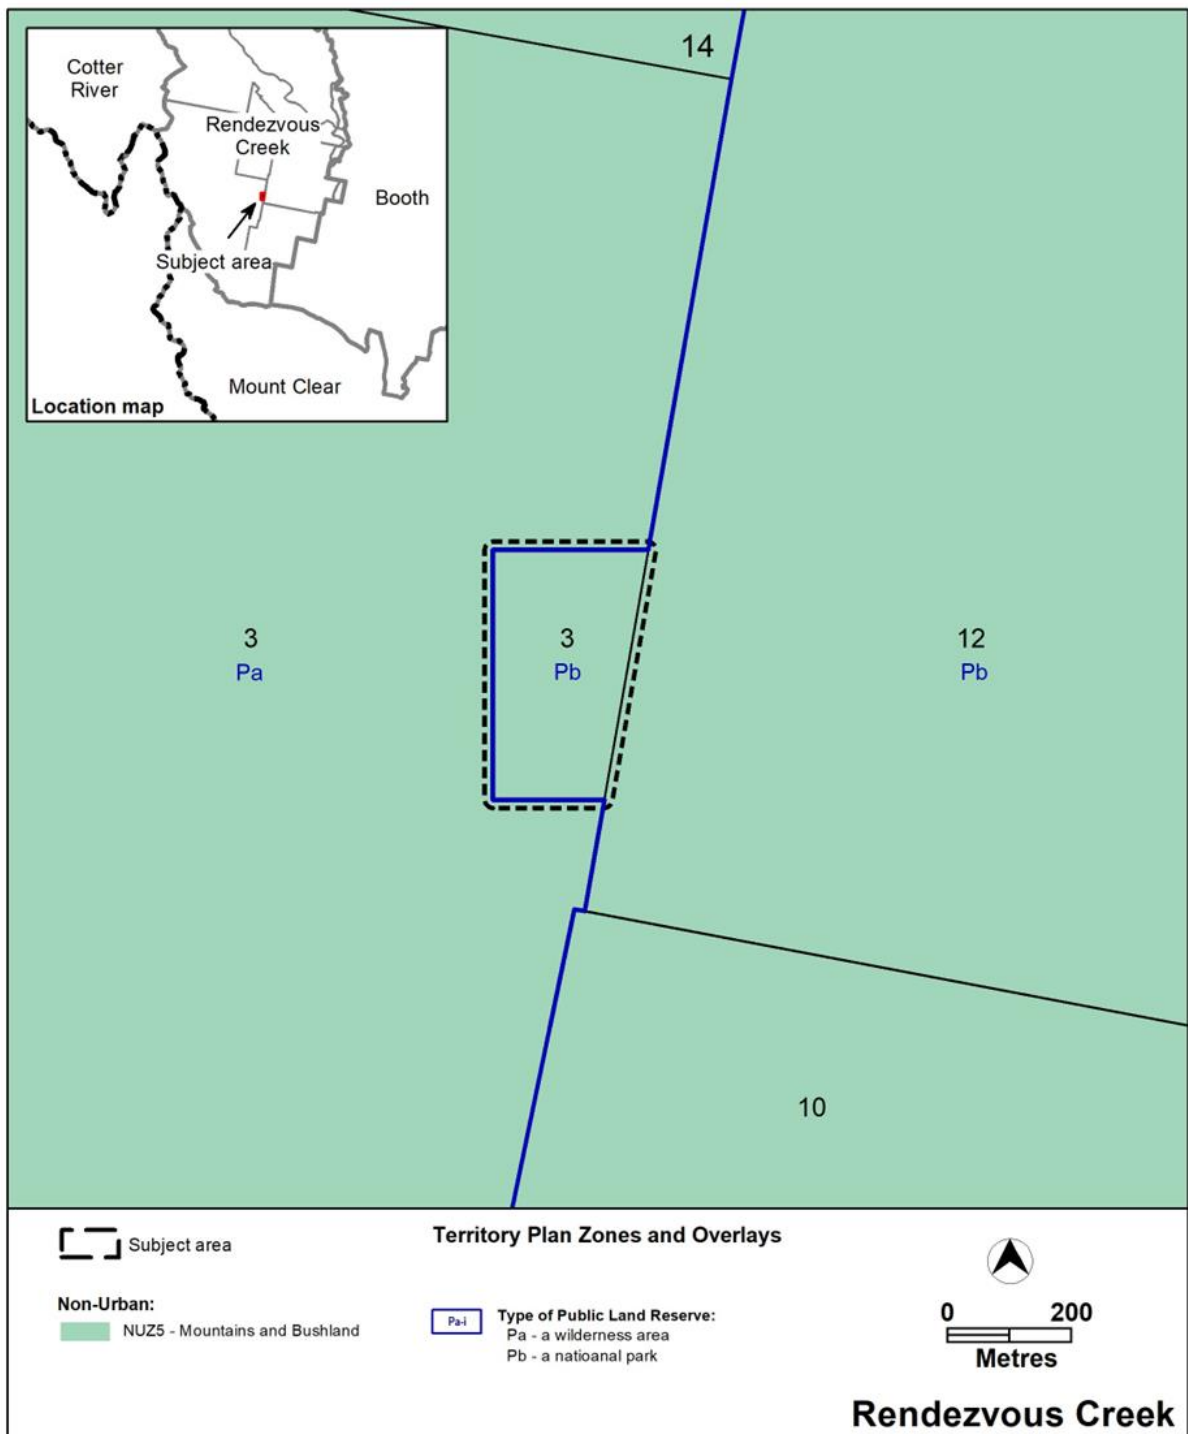 14
Cotter
River
Rendezvous
Creek
Booth
Subject area
Mount Clear
Location map
3
Pa
3
Pb
12
Pb
10
Subject area
Territory Plan Zones and Overlays
Non-Urban:
NUZ5 - Mountains and Bushland
Pa-i
Type of Public Land Reserve:
Pa - a wilderness area
Pb - a natioanal park
0 200
Metres
Rendezvous Creek